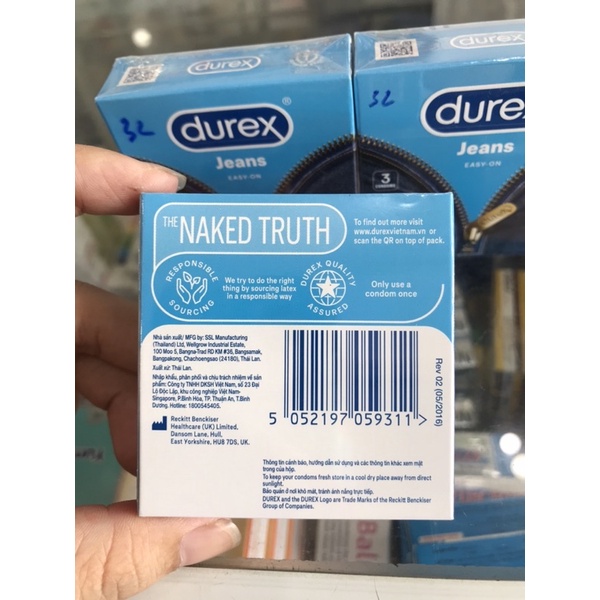 durex
durex
32
durex®
Jeans
EASY-ON
32
durex
Jeans
EASY-ON
3
CONDOMS
THE NAKED TRUTH
To find out more visit
www.durexvietnam.vn or
scan the QR on top of pack.
RESPONSIBLE
SOURCING
We try to do the right
thing by sourcing latex
in a responsible way
DUREX QUALITY
ASSURED
Only use a
condom once
Nhà sản xuất/ MFG by: SSL Manufacturing
(Thailand) Ltd, Wellgrow Industrial Estate,
100 Moo 5, Bangna-Trad RD KM #36, Bangsamak,
Bangpakong, Chachoengsao (24180), Thái Lan.
Xuất xứ: Thái Lan.
Nhập khẩu, phân phối và chịu trách nhiệm về sản
phẩm: Công ty TNHH DKSH Việt Nam, số 23 Đại
Lộ Độc Lập, khu công nghiệp Việt Nam-
Singapore, P.Bình Hòa, TP. Thuận An, T.Bình
Dương. Hotline: 1800545405.
Reckitt Benckiser
Healthcare (UK) Limited.
Dansom Lane, Hull,
East Yorkshire, HU8 7DS. UK.
5 052197 059311 >
Rev 02 (05/2016)
Thông tin cảnh báo, hướng dẫn sử dụng và các thông tin khác xem mặt
trong của hộp.
To keep your condoms fresh store in a cool dry place away from direct
sunlight.
Bảo quản ở nơi khô mát, tránh ánh nắng trực tiếp.
DUREX and the DUREX Logo are Trade Marks of the Reckitt Benckiser
Group of Companies.